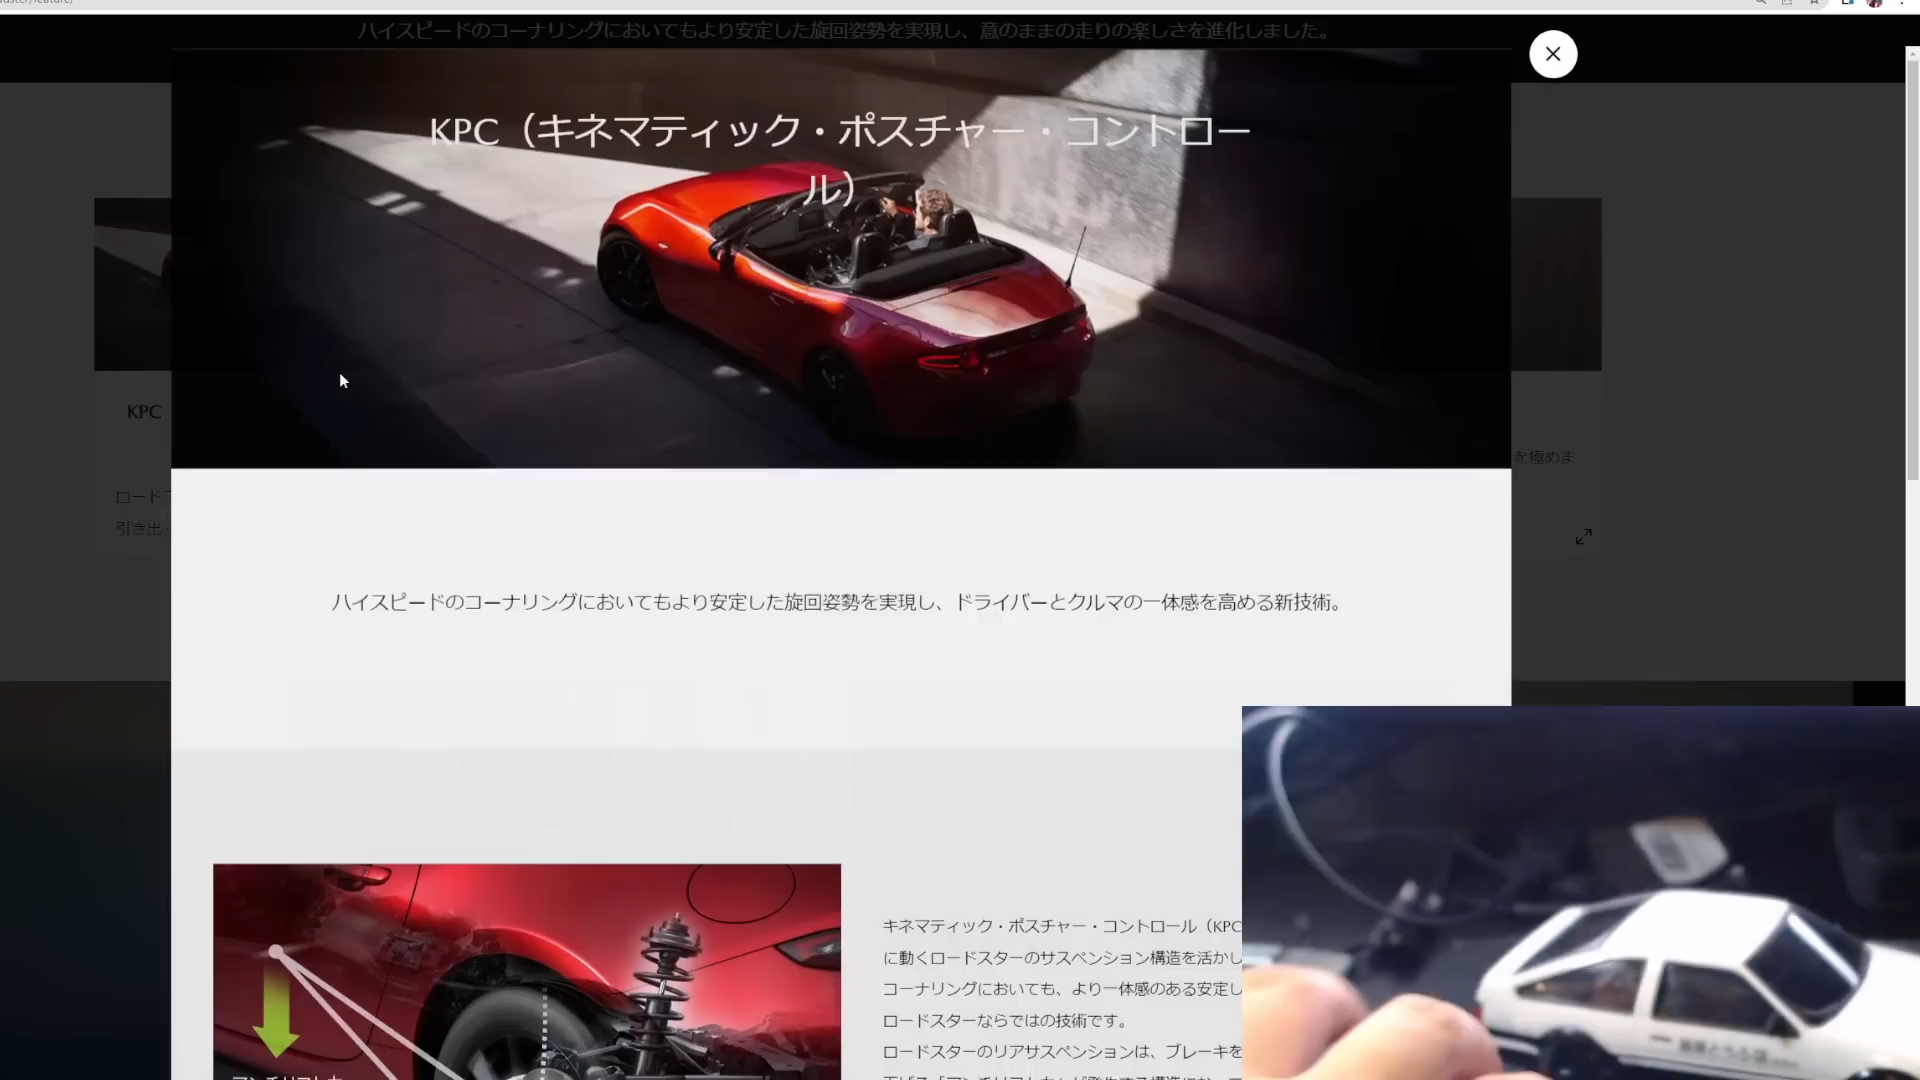 ハイスピードのコーナリングにおいてもより安定した旋回姿勢を実現し、意のままの走りの楽しさを進化しました。
KPC（キネマティック・ポスチャー・コントロー
ル）
KPC
を極めま
ロードス
引き出
ハイスピードのコーナリングにおいてもより安定した旋回姿勢を実現し、ドライバーとクルマの一体感を高める新技術。
キネマティック・ポスチャー・コントロール（KPC
に動くロードスターのサスペンション構造を活かし
コーナリングにおいても、より一体感のある安定し
ロードスターならではの技術です。
ロードスターのリアサスペンションは、ブレーキを